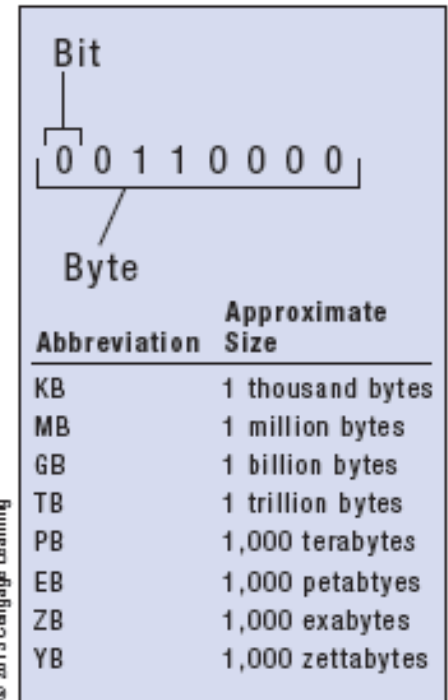 Bit
0 0 1 1 0 0 0 0
Byte
Abbreviation Approximate Size
KB 1 thousand bytes
MB 1 million bytes
GB 1 billion bytes
TB 1 trillion bytes
PB 1,000 terabytes
EB 1,000 petabtyes
ZB 1,000 exabytes
YB 1,000 zettabytes